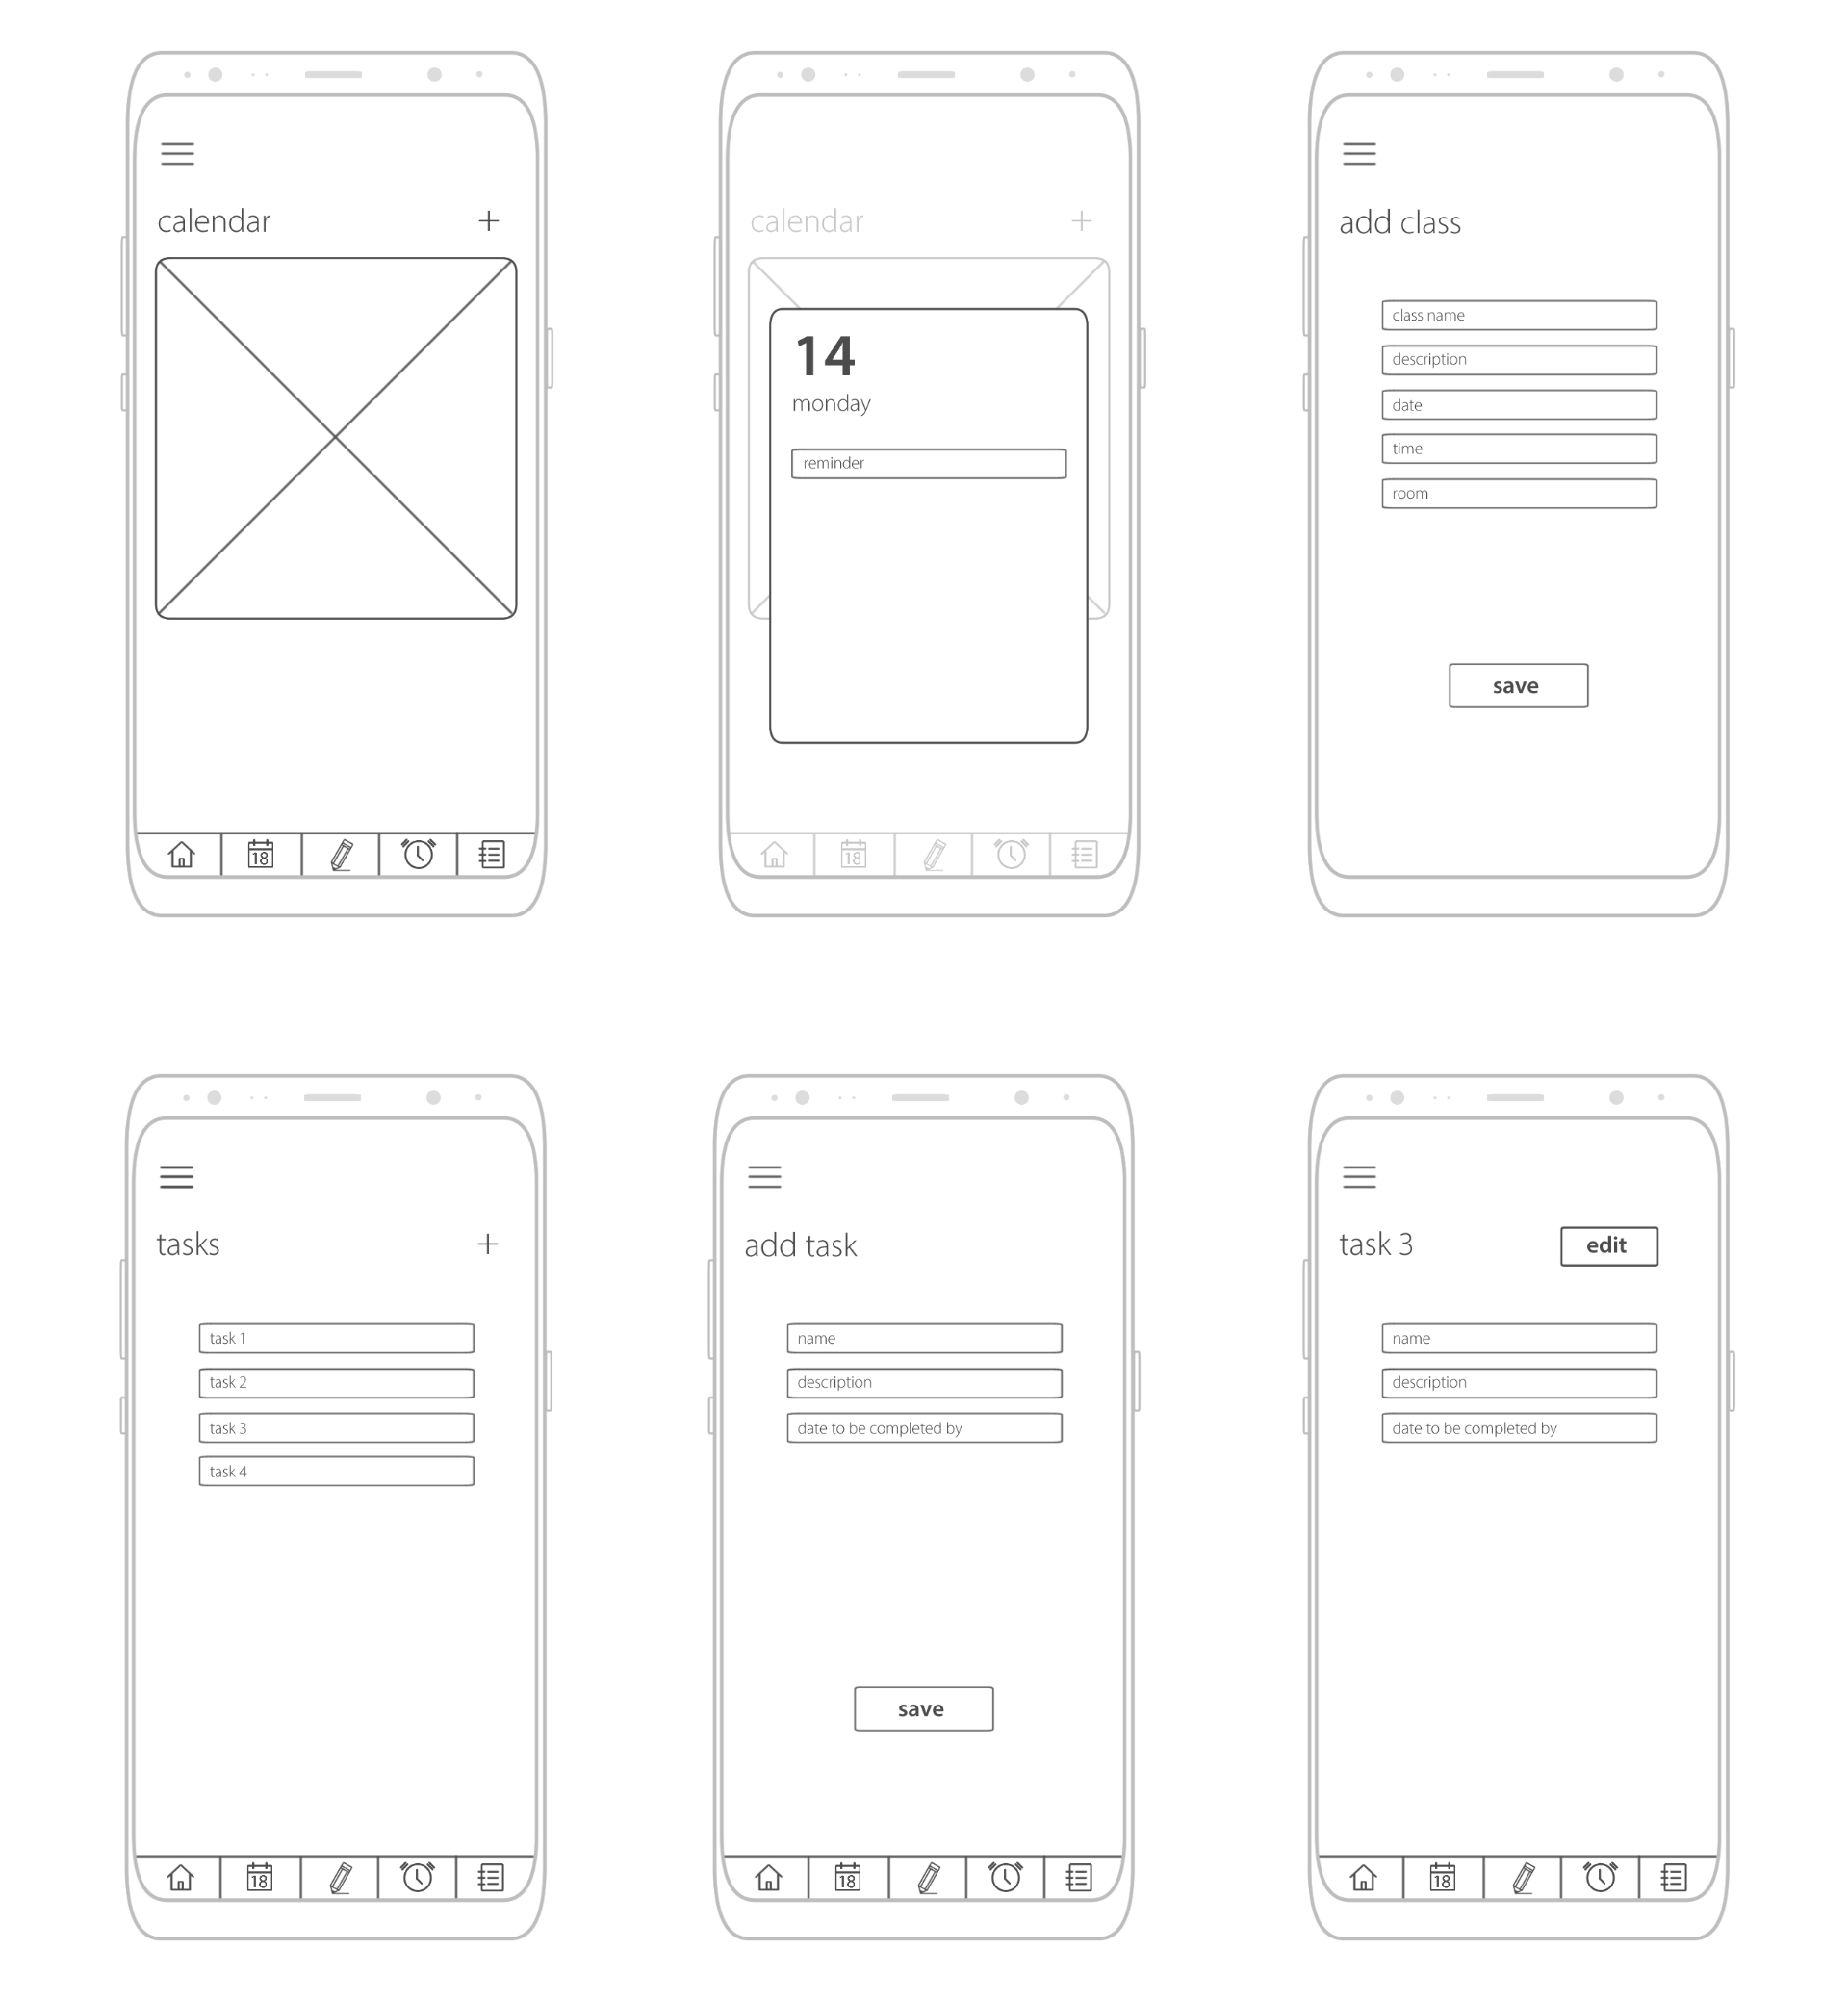 calendar +
18
calendar +
14
monday
reminder
18
add class
class name
description
date
time
room
save
tasks +
task 1
task 2
task 3
task 4
18
add task
name
description
date to be completed by
save
18
task 3
edit
name
description
date to be completed by
18